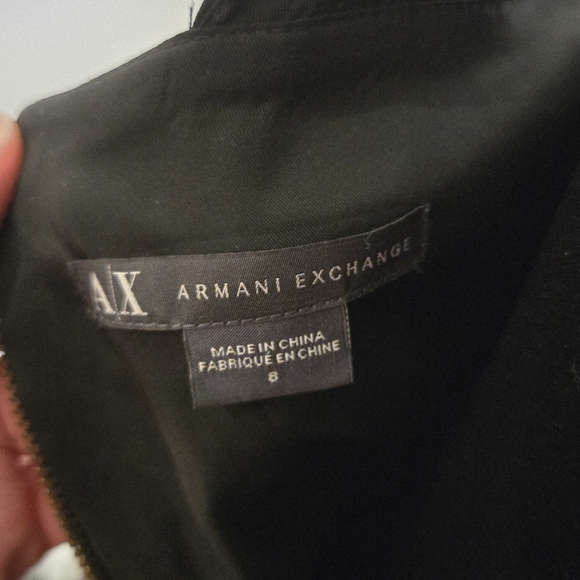 A|X ARMANI EXCHANGE
MADE IN CHINA
FABRIQUÉ EN CHINE
8